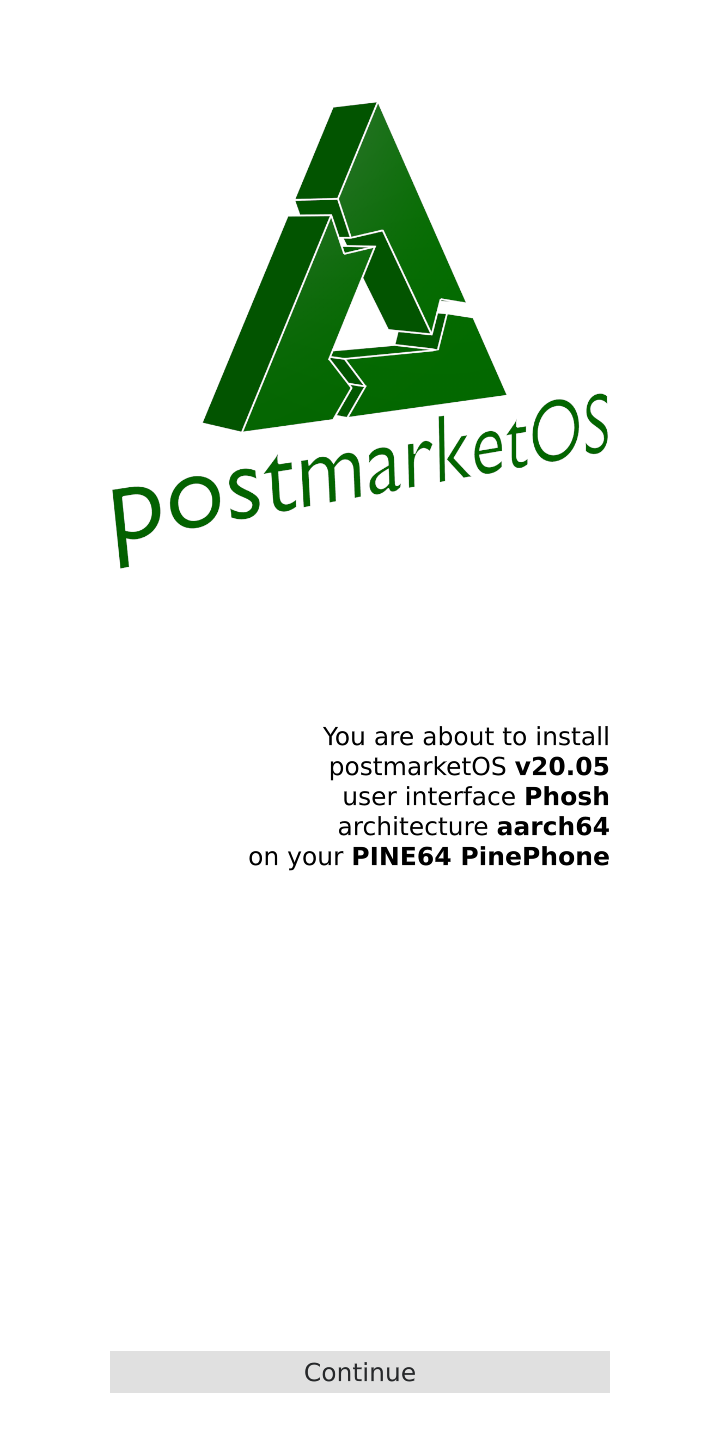 postmarketOS
You are about to install
postmarketOS v20.05
user interface Phosh
architecture aarch64
on your PINE64 PinePhone
Continue